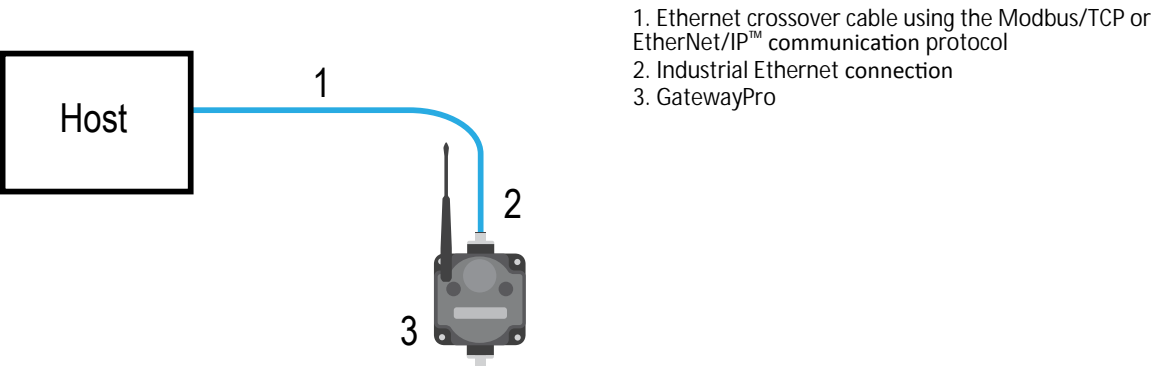 1. Ethernet crossover cable using the Modbus/TCP or
EtherNet/IP™ communication protocol
2. Industrial Ethernet connection
3. GatewayPro
Host
1
2
3